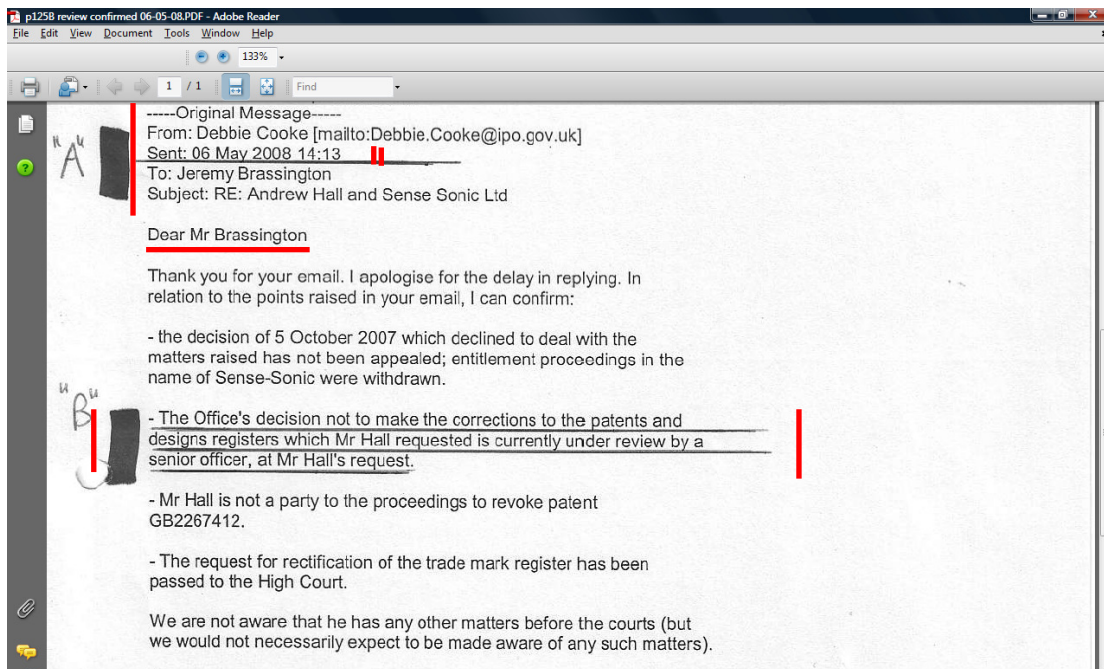 p125B review confirmed 06-05-08.PDF - Adobe Reader
File Edit View Document Tools Window Help
133%
1 / 1 Find
-----Original Message-----
From: Debbie Cooke [mailto:Debbie.Cooke@ipo.gov.uk]
"A"
Sent: 06 May 2008 14:13
To: Jeremy Brassington
Subject: RE: Andrew Hall and Sense Sonic Ltd
Dear Mr Brassington
Thank you for your email. I apologise for the delay in replying. In
relation to the points raised in your email, I can confirm:
- the decision of 5 October 2007 which declined to deal with the
matters raised has not been appealed; entitlement proceedings in the
name of Sense-Sonic were withdrawn.
"B"
- The Office's decision not to make the corrections to the patents and
designs registers which Mr Hall requested is currently under review by a
senior officer, at Mr Hall's request.
- Mr Hall is not a party to the proceedings to revoke patent
GB2267412.
- The request for rectification of the trade mark register has been
passed to the High Court.
We are not aware that he has any other matters before the courts (but
we would not necessarily expect to be made aware of any such matters).